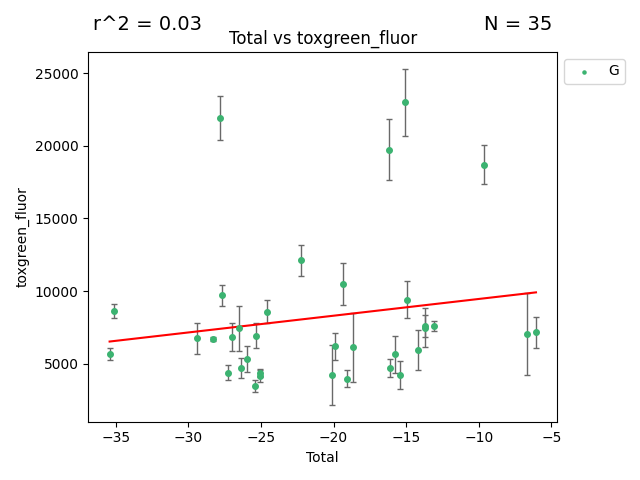 r^2 = 0.03
N = 35
Total vs toxgreen_fluor
25000
20000
15000
10000
5000
toxgreen_fluor
G
−35
−30
−25
−20
−15
−10
−5
Total